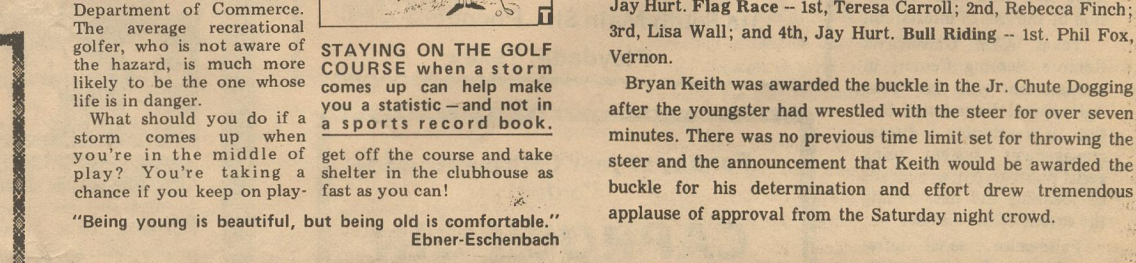 Department of Commerce.
The average recreational
golfer, who is not aware of
the hazard, is much more
likely to be the one whose
life is in danger.
What should you do if a
storm comes up when
you're in the middle of
play? You're taking a
chance if you keep on play-
T
STAYING ON THE GOLF
COURSE when a storm
comes up can help make
you a statistic — and not in
a sports record book.
get off the course and take
shelter in the clubhouse as
fast as you can!
"Being young is beautiful, but being old is comfortable."
Ebner-Eschenbach
Jay Hurt. Flag Race -- 1st, Teresa Carroll; 2nd, Rebecca Finch;
3rd, Lisa Wall; and 4th, Jay Hurt. Bull Riding -- 1st. Phil Fox,
Vernon.
Bryan Keith was awarded the buckle in the Jr. Chute Dogging
after the youngster had wrestled with the steer for over seven
minutes. There was no previous time limit set for throwing the
steer and the announcement that Keith would be awarded the
buckle for his determination and effort drew tremendous
applause of approval from the Saturday night crowd.